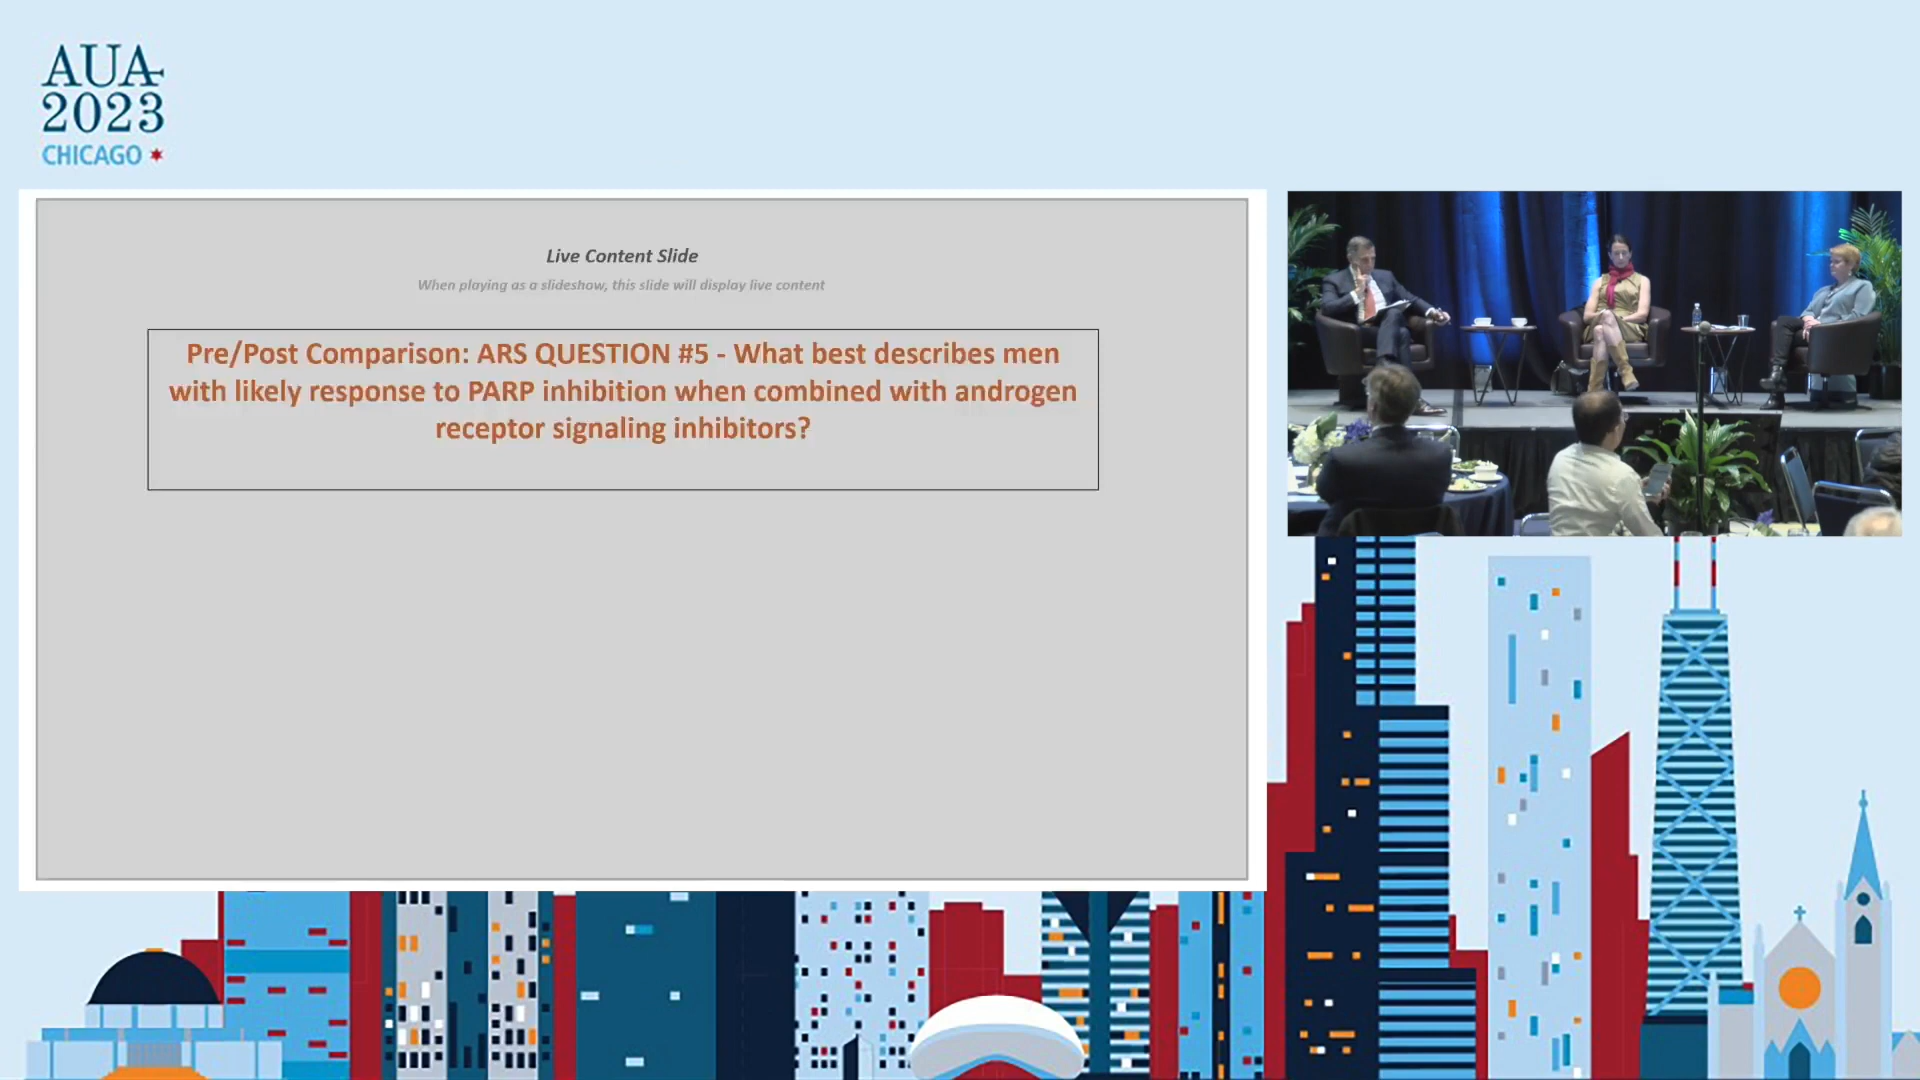 AUA
2023
CHICAGO
Live Content Slide
When playing as a slideshow, this slide will display live content
Pre/Post Comparison: ARS QUESTION #5 - What best describes men
with likely response to PARP inhibition when combined with androgen
receptor signaling inhibitors?